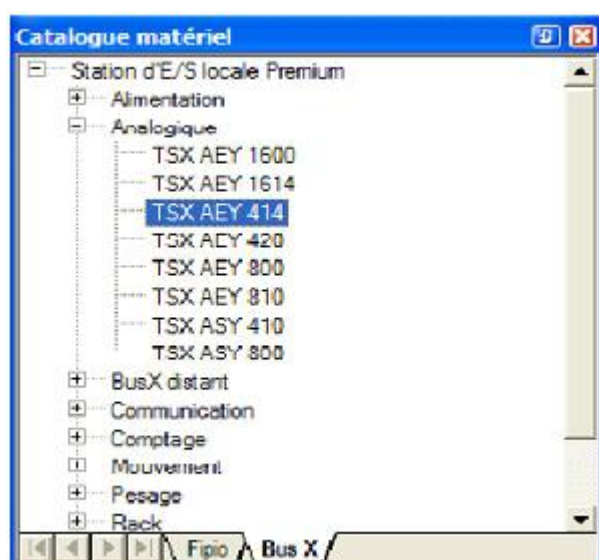 Catalogue matériel
Station d'E/S locale Premium
Alimentation
Analogique
TSX AEY 1600
TSX AEY 1614
TSX AEY 414
TSX AEY 420
TSX AEY 800
TSX AEY 810
TSX ASY 410
TSX ASY 800
BusX distant
Communication
Comptage
Mouvement
Pesage
Rack
Fipio Bus X